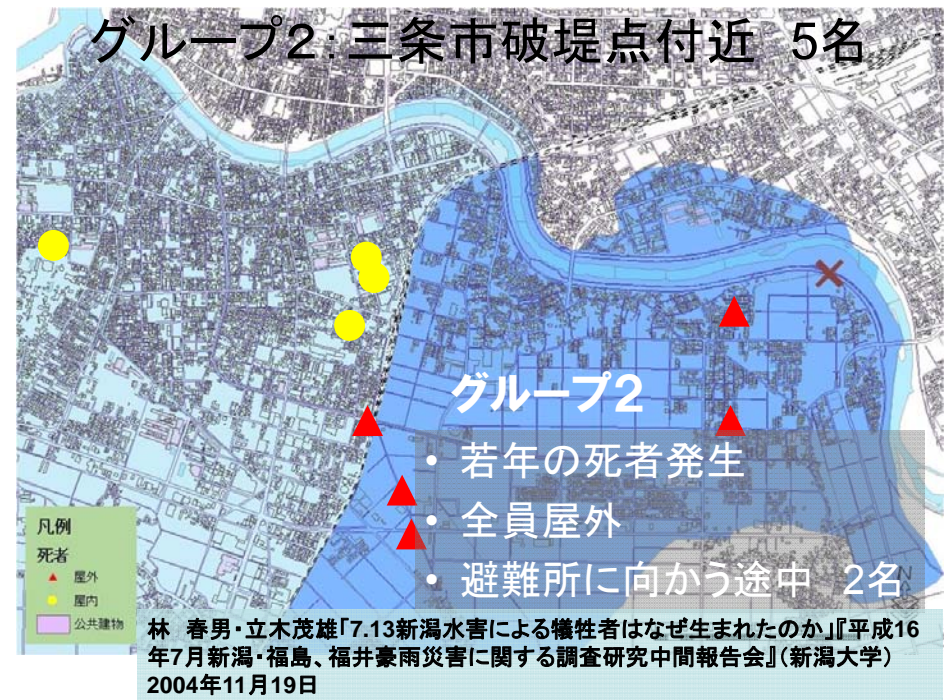 グループ2：三条市破堤点付近　5名
グループ2
• 若年の死者発生
• 全員屋外
• 避難所に向かう途中　2名
凡例
死者
屋外
屋内
公共建物
林　春男・立木茂雄「7.13新潟水害による犠牲者はなぜ生まれたのか」『平成16
年7月新潟・福島、福井豪雨災害に関する調査研究中間報告会』（新潟大学）
2004年11月19日